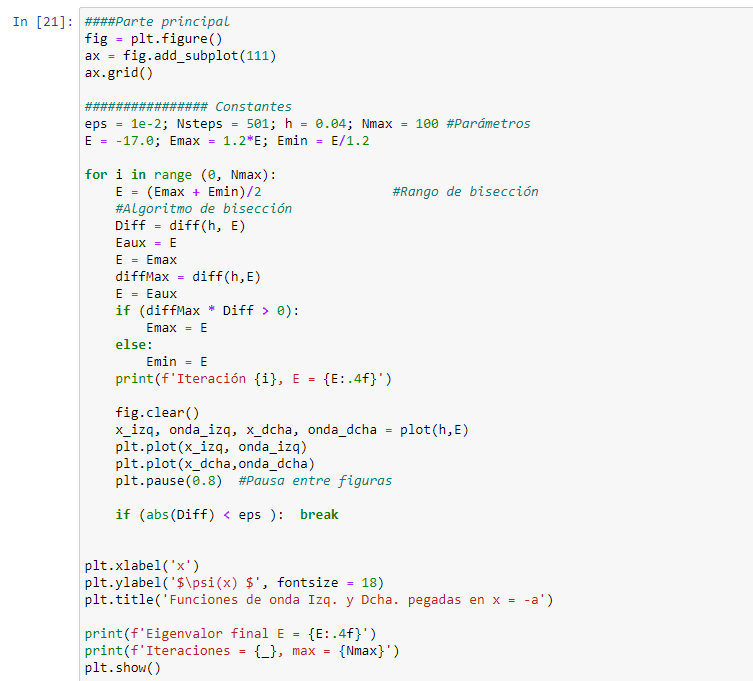 In [21]: ####Parte principal
fig = plt.figure()
ax = fig.add_subplot(111)
ax.grid()
################ Constantes
eps = 1e-2; Nsteps = 501; h = 0.04; Nmax = 100 #Parámetros
E = -17.0; Emax = 1.2*E; Emin = E/1.2
for i in range (0, Nmax):
    E = (Emax + Emin)/2                 #Rango de bisección
    #Algoritmo de bisección
    Diff = diff(h, E)
    Eaux = E
    E = Emax
    diffMax = diff(h,E)
    E = Eaux
    if (diffMax * Diff > 0):
        Emax = E
    else:
        Emin = E
    print(f'Iteración {i}, E = {E:.4f}')
    fig.clear()
    x_izq, onda_izq, x_dcha, onda_dcha = plot(h,E)
    plt.plot(x_izq, onda_izq)
    plt.plot(x_dcha,onda_dcha)
    plt.pause(0.8)  #Pausa entre figuras
    if (abs(Diff) < eps ):  break
plt.xlabel('x')
plt.ylabel('$\psi(x) $', fontsize = 18)
plt.title('Funciones de onda Izq. y Dcha. pegadas en x = -a')
print(f'Eigenvalor final E = {E:.4f}')
print(f'Iteraciones = {_}, max = {Nmax}')
plt.show()